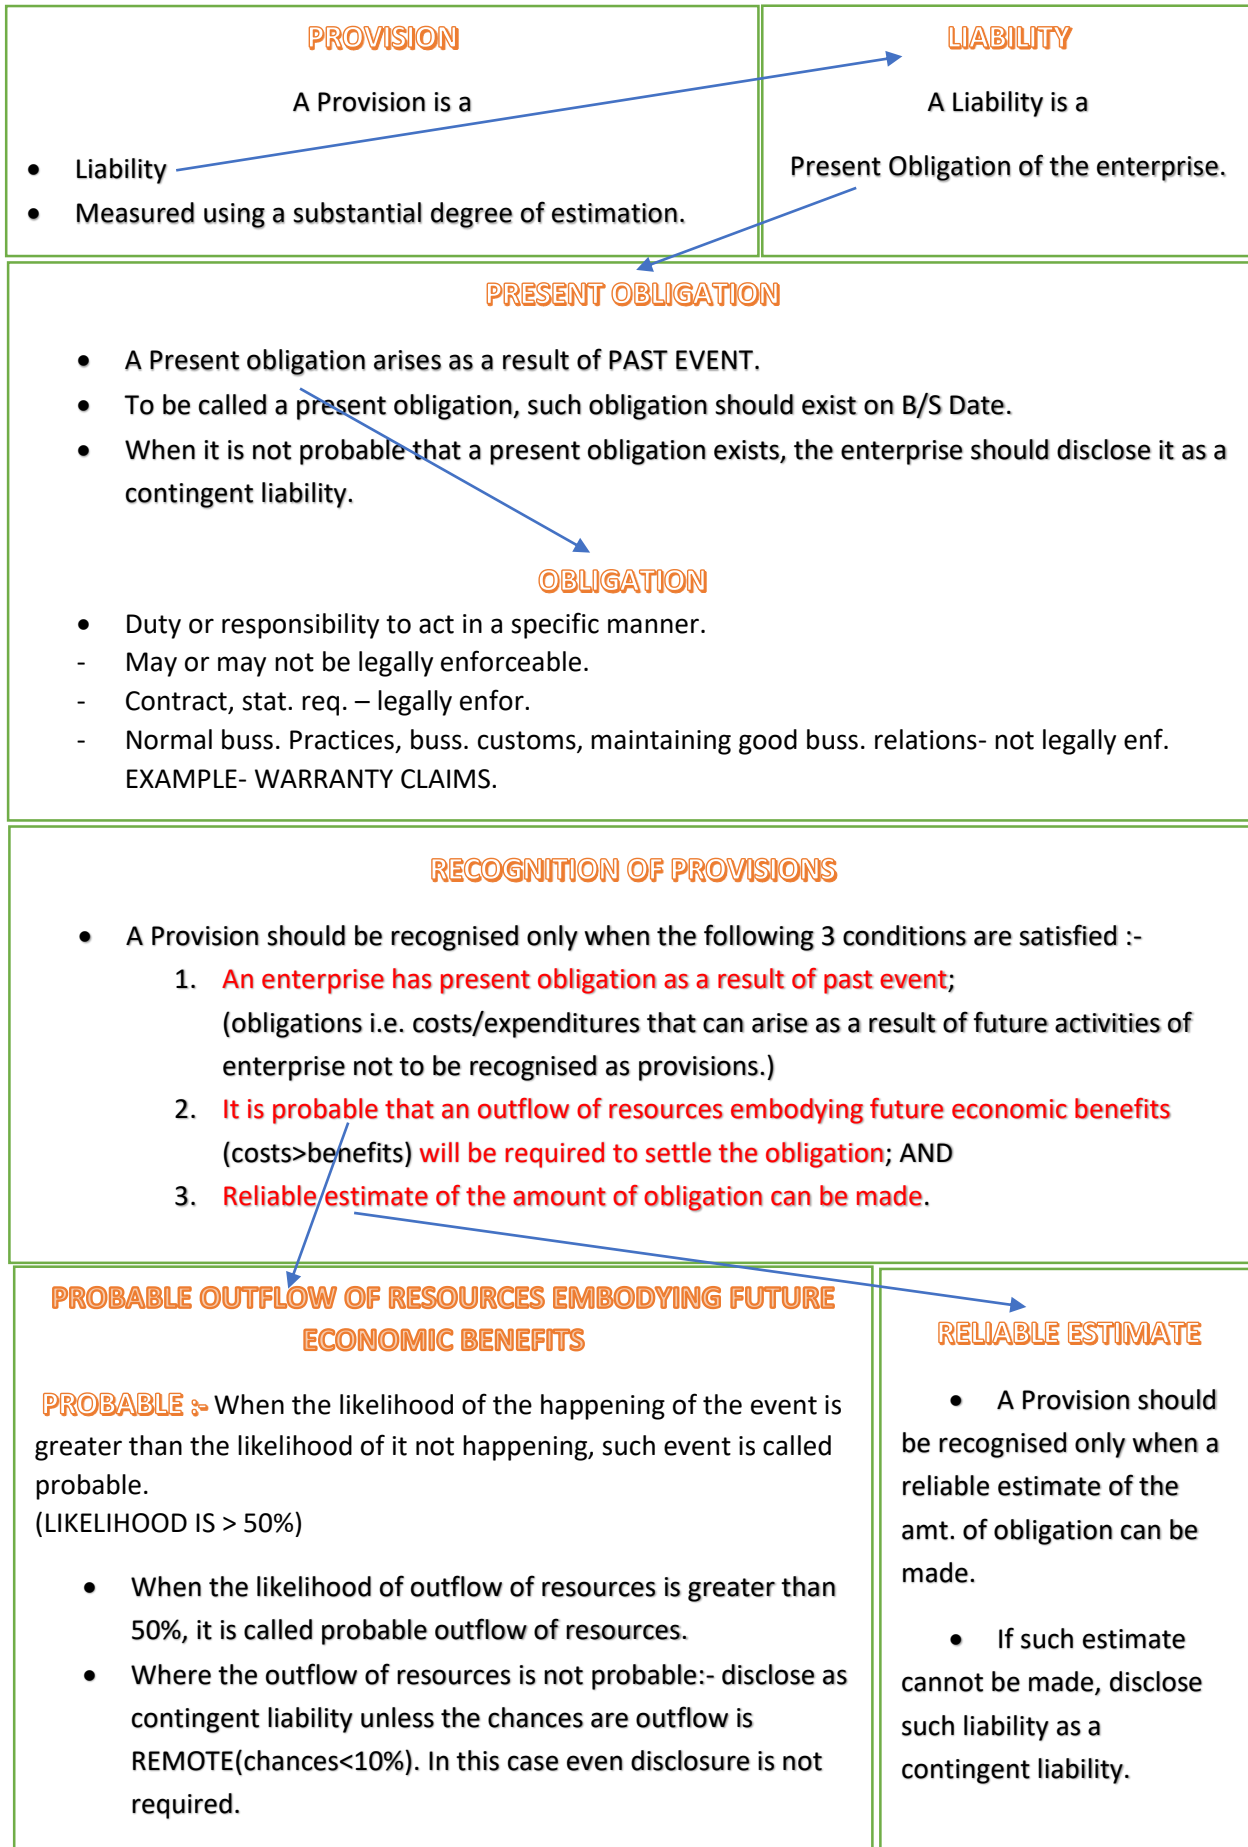 PROVISION
A Provision is a
• Liability
• Measured using a substantial degree of estimation.
LIABILITY
A Liability is a
Present Obligation of the enterprise.
PRESENT OBLIGATION
• A Present obligation arises as a result of PAST EVENT.
• To be called a present obligation, such obligation should exist on B/S Date.
• When it is not probable that a present obligation exists, the enterprise should disclose it as a
contingent liability.
OBLIGATION
• Duty or responsibility to act in a specific manner.
- May or may not be legally enforceable.
- Contract, stat. req. – legally enfor.
- Normal buss. Practices, buss. customs, maintaining good buss. relations- not legally enf.
EXAMPLE- WARRANTY CLAIMS.
RECOGNITION OF PROVISIONS
• A Provision should be recognised only when the following 3 conditions are satisfied :-
1. An enterprise has present obligation as a result of past event;
(obligations i.e. costs/expenditures that can arise as a result of future activities of
enterprise not to be recognised as provisions.)
2. It is probable that an outflow of resources embodying future economic benefits
(costs>benefits) will be required to settle the obligation; AND
3. Reliable estimate of the amount of obligation can be made.
PROBABLE OUTFLOW OF RESOURCES EMBODYING FUTURE
ECONOMIC BENEFITS
PROBABLE :- When the likelihood of the happening of the event is
greater than the likelihood of it not happening, such event is called
probable.
(LIKELIHOOD IS > 50%)
• When the likelihood of outflow of resources is greater than
50%, it is called probable outflow of resources.
• Where the outflow of resources is not probable:- disclose as
contingent liability unless the chances are outflow is
REMOTE(chances<10%). In this case even disclosure is not
required.
RELIABLE ESTIMATE
• A Provision should
be recognised only when a
reliable estimate of the
amt. of obligation can be
made.
• If such estimate
cannot be made, disclose
such liability as a
contingent liability.